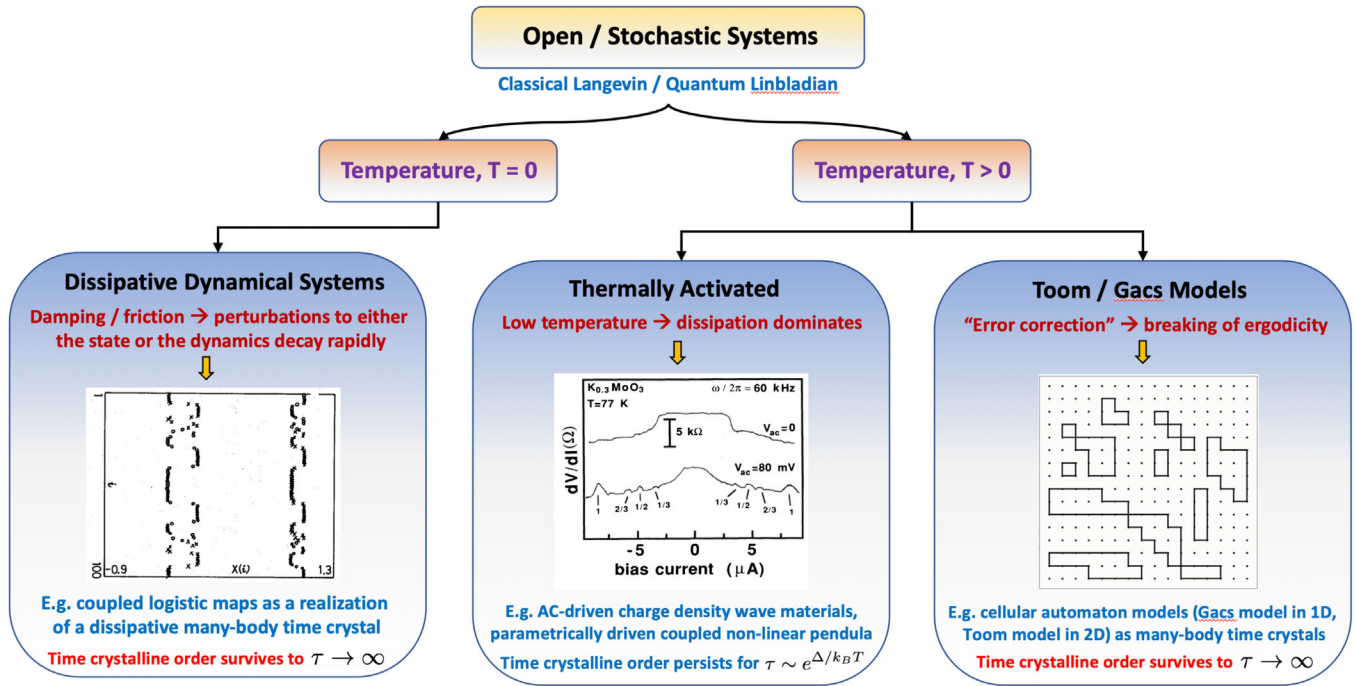 Open / Stochastic Systems
Classical Langevin / Quantum Linbladian
Temperature, T = 0
Temperature, T > 0
Dissipative Dynamical Systems
Damping / friction → perturbations to either
the state or the dynamics decay rapidly
1
100
-0.9
X(i)
1.3
E.g. coupled logistic maps as a realization
of a dissipative many-body time crystal
Time crystalline order survives to τ → ∞
Thermally Activated
Low temperature → dissipation dominates
K0.3MoO3
ω / 2π = 60 kHz
T=77 K
5 kΩ
Vac=0
Vac=80 mV
dV/dI(Ω)
1 2/3 1/2 1/3 1/3 1/2 2/3 1
-5 0 5
bias current (μA)
E.g. AC-driven charge density wave materials,
parametrically driven coupled non-linear pendula
Time crystalline order persists for τ ~ e^Δ/kBT
Toom / Gacs Models
“Error correction” → breaking of ergodicity
E.g. cellular automaton models (Gacs model in 1D,
Toom model in 2D) as many-body time crystals
Time crystalline order survives to τ → ∞